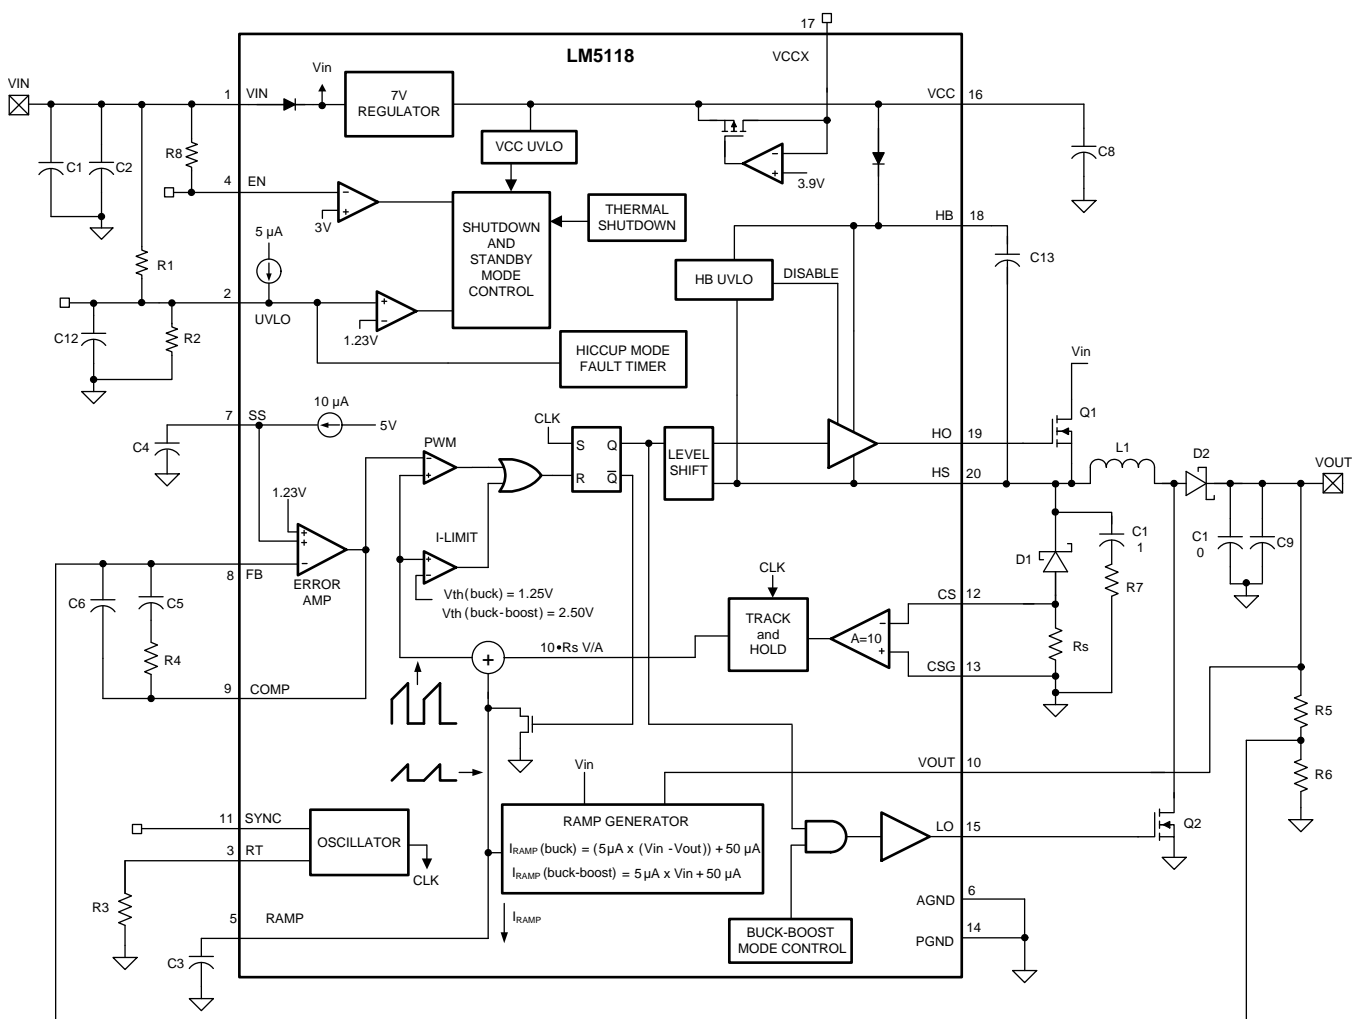 17
LM5118
VCCX
VIN
1
VIN
Vin
7V
REGULATOR
VCC
16
C1
C2
R8
VCC UVLO
3.9V
C8
4
EN
3V
SHUTDOWN
AND
STANDBY
MODE
CONTROL
THERMAL
SHUTDOWN
HB
18
5 µA
R1
HB UVLO
DISABLE
C13
2
UVLO
1.23V
C12
R2
HICCUP MODE
FAULT TIMER
Vin
7
SS
10 µA
5V
C4
CLK
PWM
S
Q
R
Q
LEVEL
SHIFT
HO
19
Q1
HS
20
L1
D2
VOUT
1.23V
I-LIMIT
C1
1
C1
0
C9
D1
R7
8
FB
ERROR
AMP
Vth(buck) = 1.25V
Vth(buck-boost) = 2.50V
CLK
CS
12
C6
C5
TRACK
and
HOLD
A=10
Rs
R4
+
10•Rs V/A
CSG
13
9
COMP
R5
Vin
VOUT
10
R6
11
SYNC
OSCILLATOR
RAMP GENERATOR
IRAMP(buck) = (5µA x (Vin -Vout)) + 50 µA
IRAMP(buck-boost) = 5µA x Vin + 50 µA
LO
15
Q2
3
RT
CLK
R3
5
RAMP
IRAMP
BUCK-BOOST
MODE CONTROL
AGND
6
PGND
14
C3